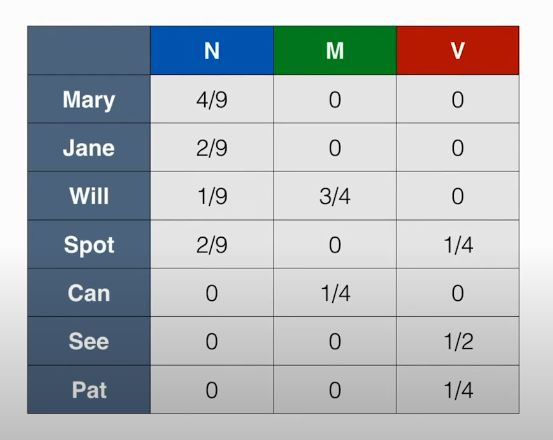 N M V
Mary 4/9 0 0
Jane 2/9 0 0
Will 1/9 3/4 0
Spot 2/9 0 1/4
Can 0 1/4 0
See 0 0 1/2
Pat 0 0 1/4